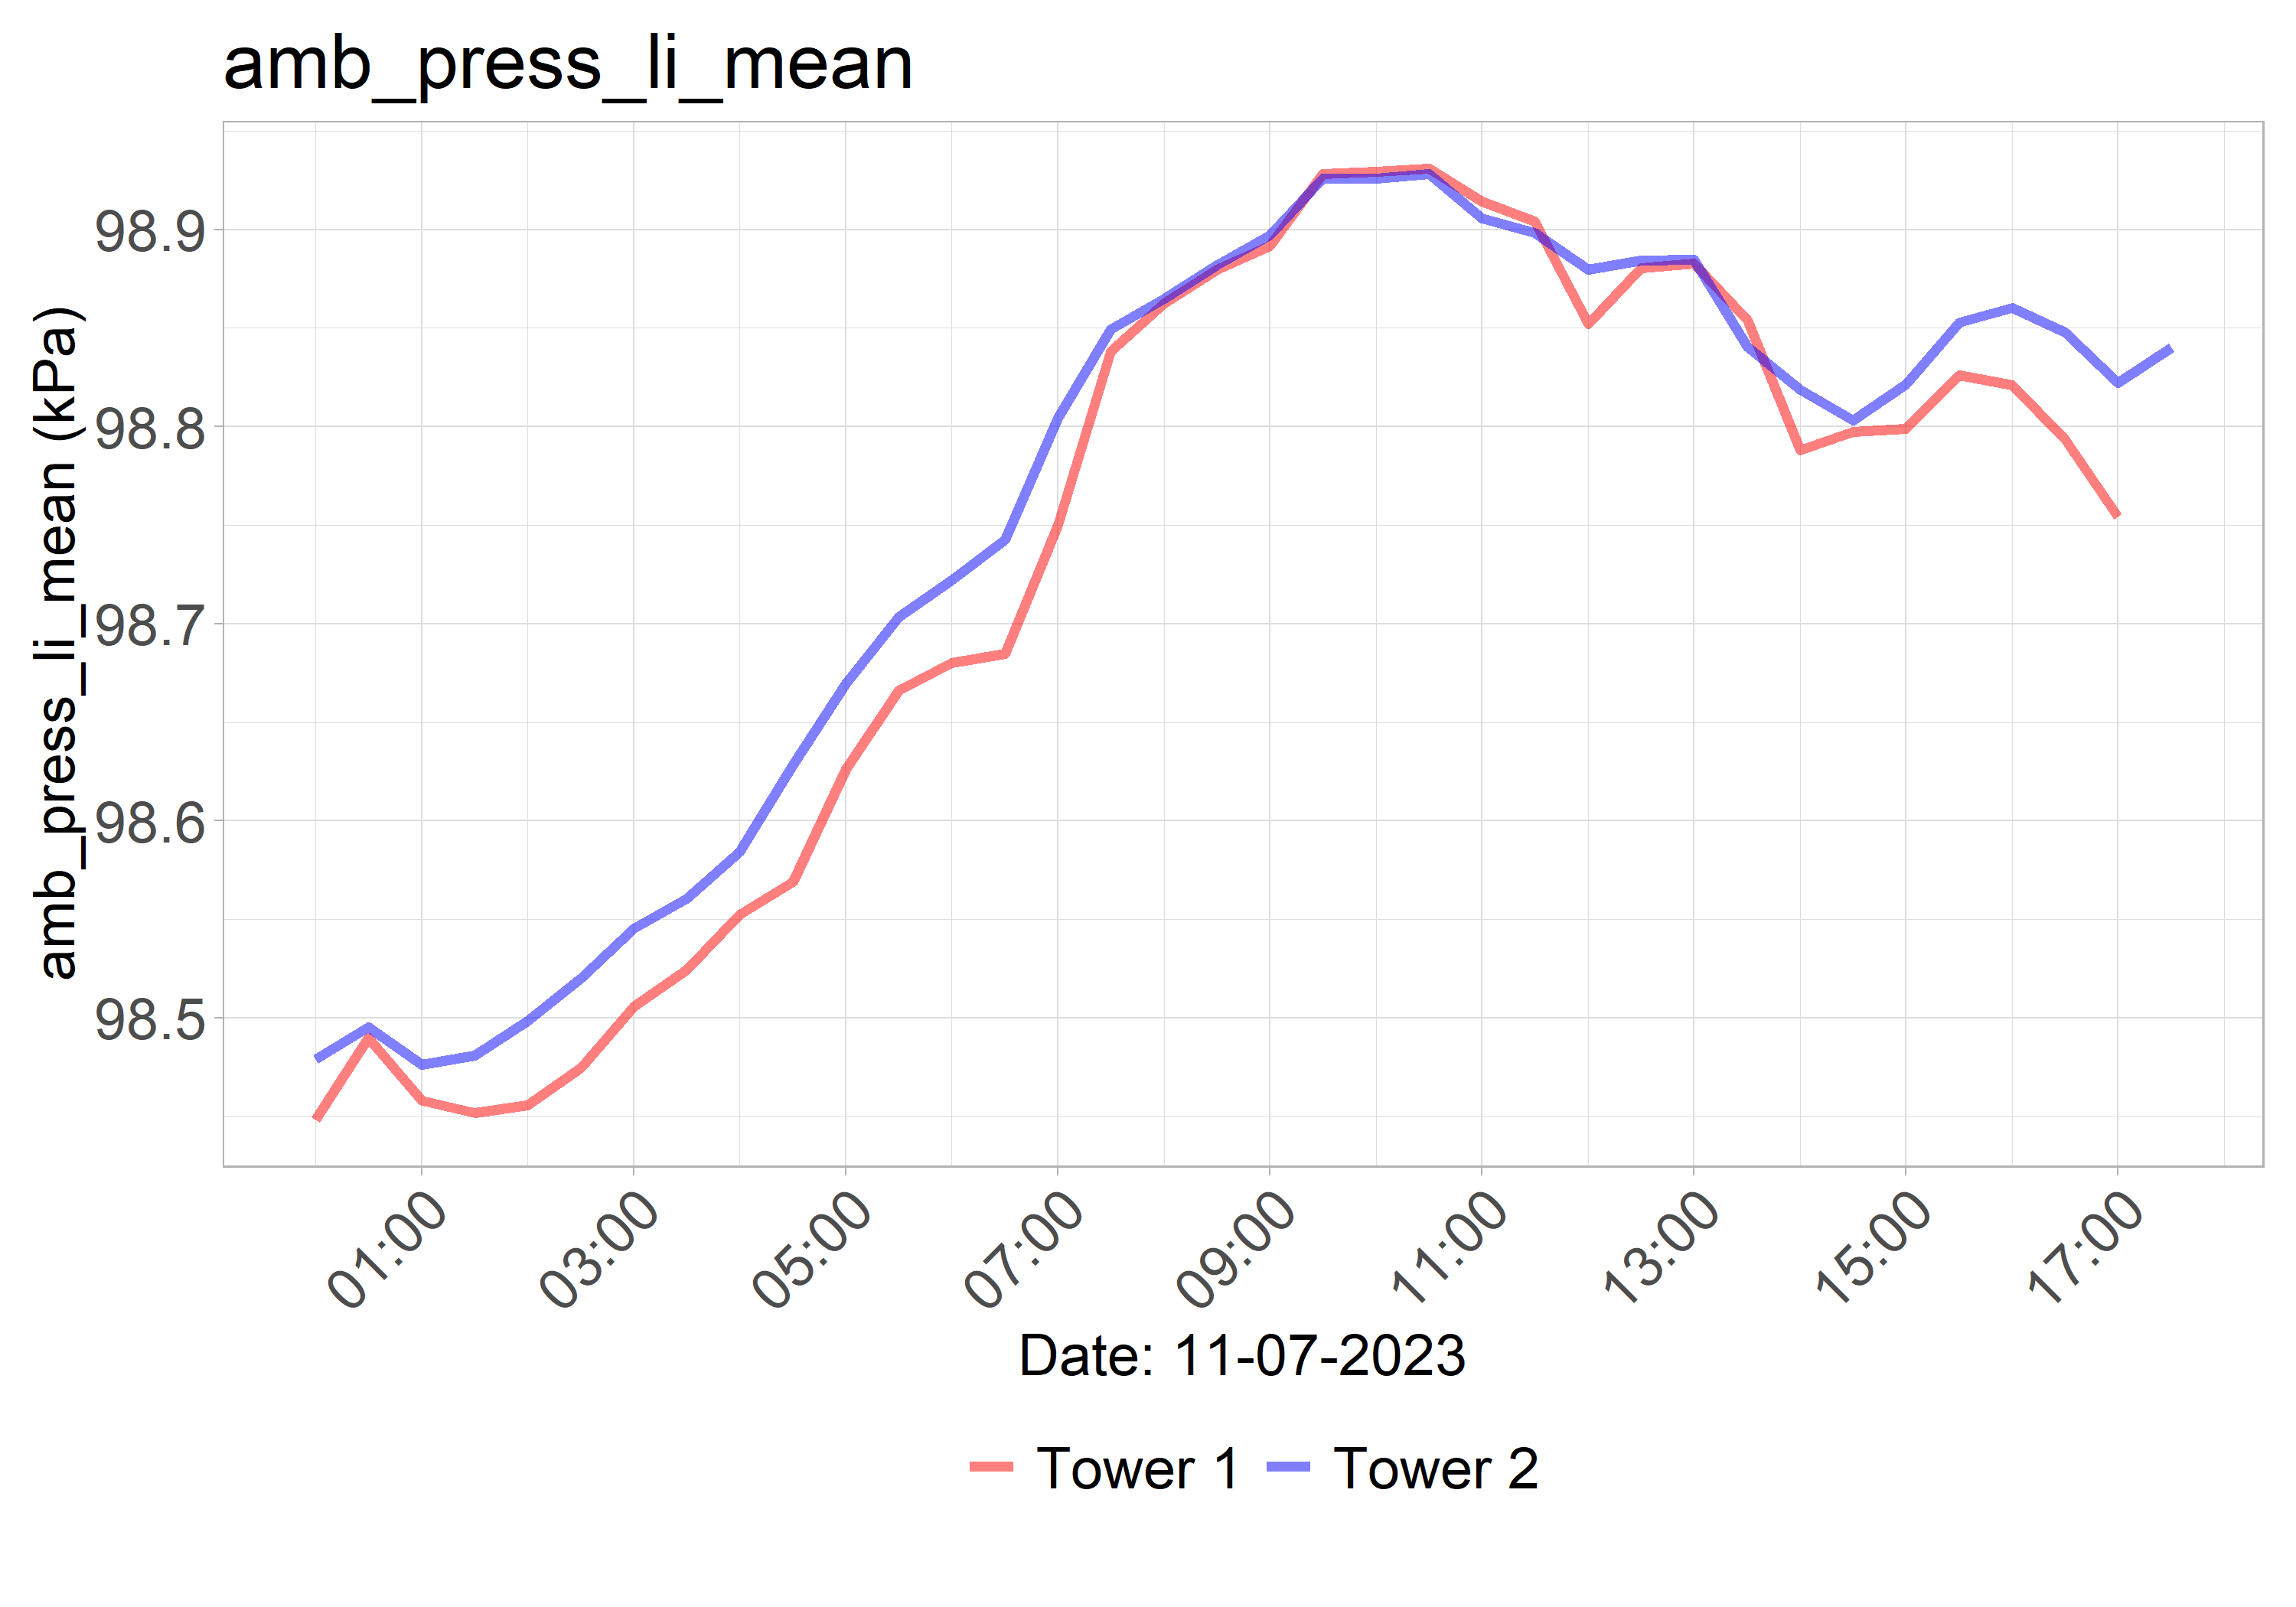 amb_press_li_mean
amb_press_li_mean (kPa)
98.9
98.8
98.7
98.6
98.5
01:00 03:00 05:00 07:00 09:00 11:00 13:00 15:00 17:00
Date: 11-07-2023
Tower 1 Tower 2